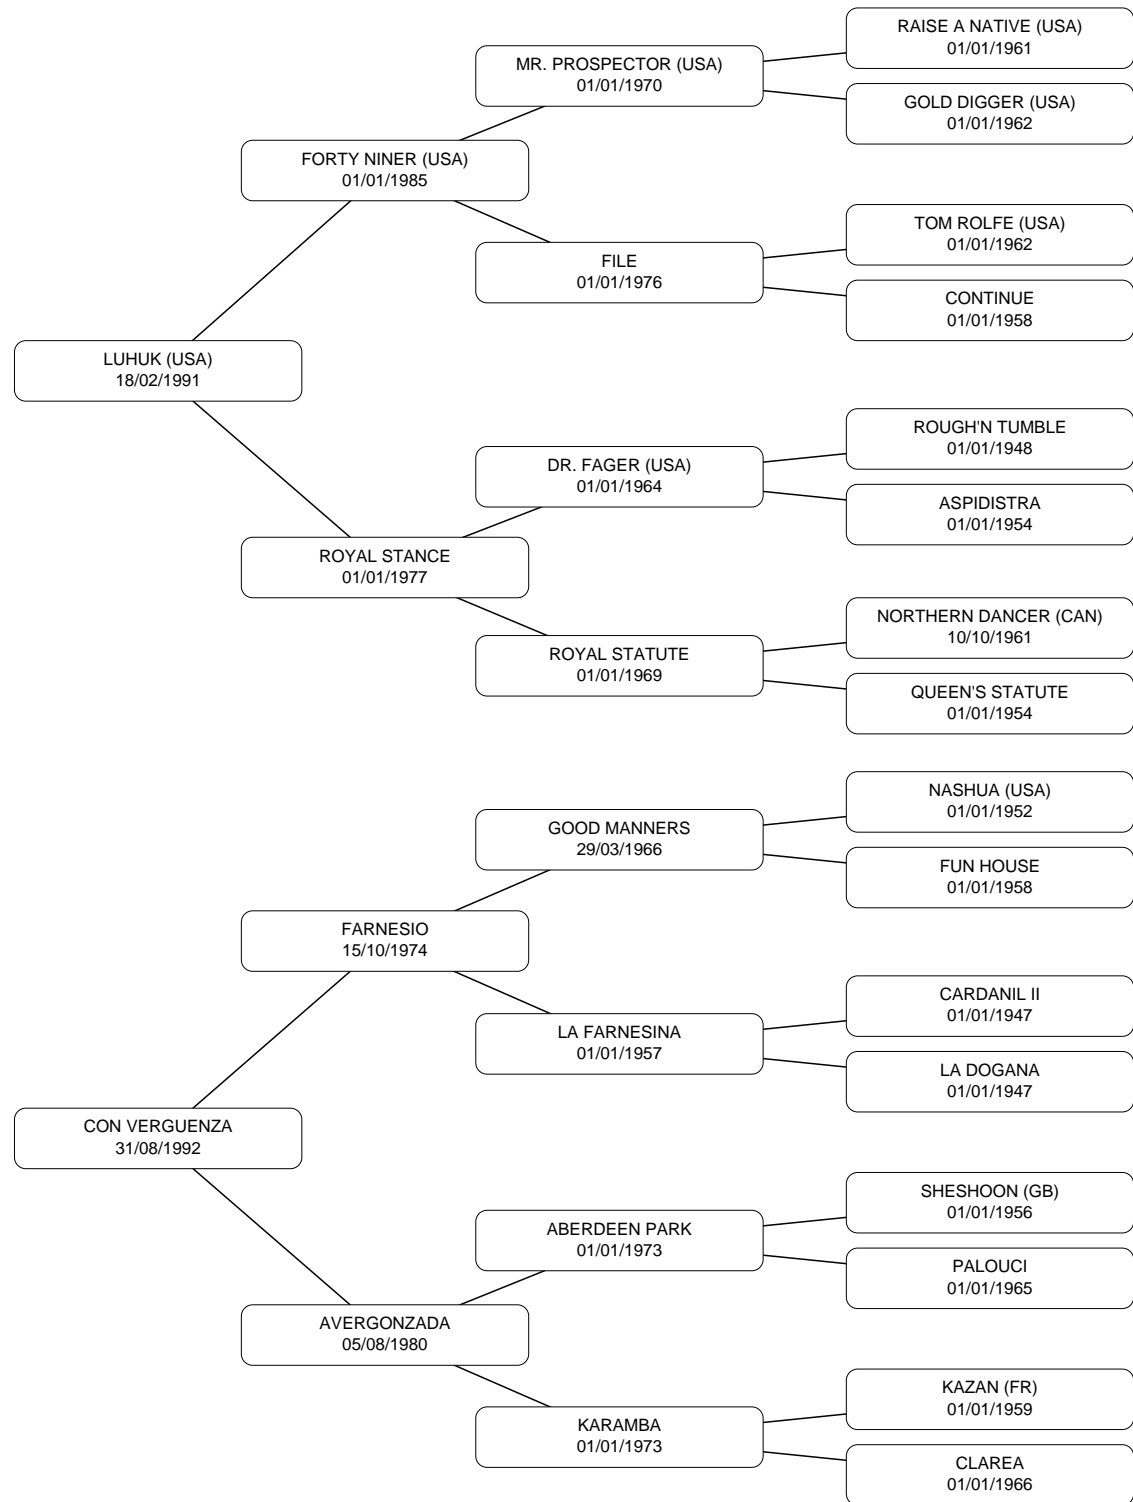 RAISE A NATIVE (USA)
01/01/1961
MR. PROSPECTOR (USA)
01/01/1970
GOLD DIGGER (USA)
01/01/1962
FORTY NINER (USA)
01/01/1985
TOM ROLFE (USA)
01/01/1962
FILE
01/01/1976
CONTINUE
01/01/1958
LUHUK (USA)
18/02/1991
ROUGH'N TUMBLE
01/01/1948
DR. FAGER (USA)
01/01/1964
ASPIDISTRA
01/01/1954
ROYAL STANCE
01/01/1977
NORTHERN DANCER (CAN)
10/10/1961
ROYAL STATUTE
01/01/1969
QUEEN'S STATUTE
01/01/1954
NASHUA (USA)
01/01/1952
GOOD MANNERS
29/03/1966
FUN HOUSE
01/01/1958
FARNESIO
15/10/1974
CARDANIL II
01/01/1947
LA FARNESINA
01/01/1957
LA DOGANA
01/01/1947
CON VERGUENZA
31/08/1992
SHESHOON (GB)
01/01/1956
ABERDEEN PARK
01/01/1973
PALOUCI
01/01/1965
AVERGONZADA
05/08/1980
KAZAN (FR)
01/01/1959
KARAMBA
01/01/1973
CLAREA
01/01/1966